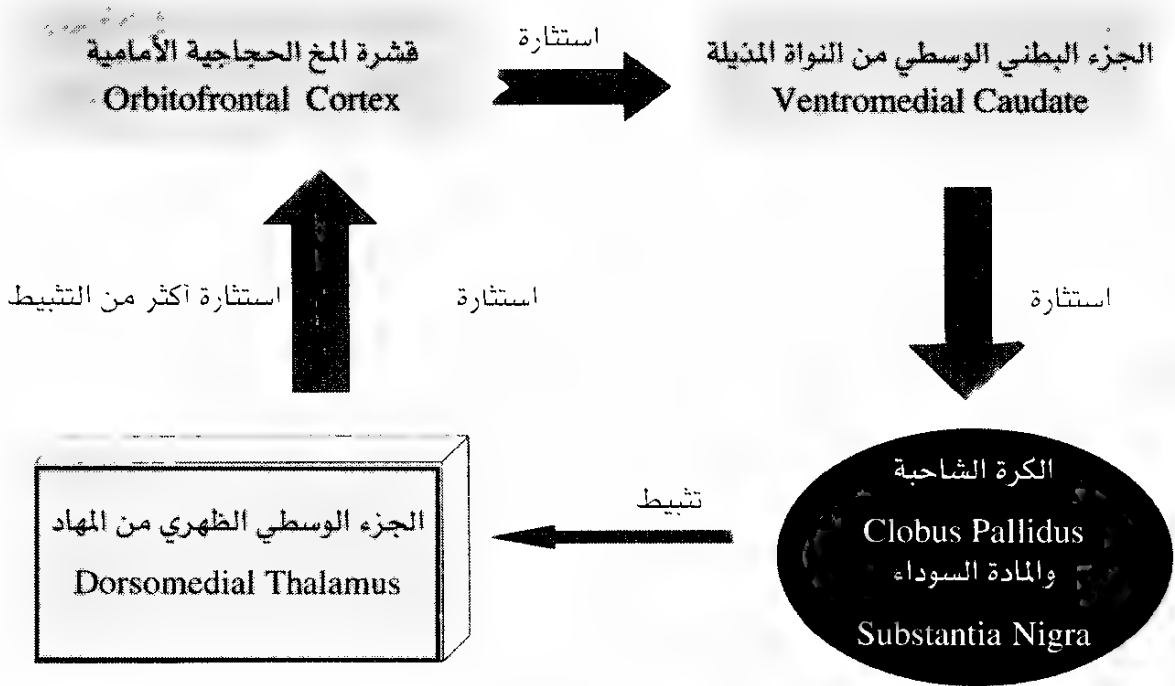 قشرة المخ الحجاجية الأمامية
Orbitofrontal Cortex
استثارة
الجزء البطني الوسطي من النواة المذيلة
Ventromedial Caudate
استثارة
الكرة الشاحبة
Clobus Pallidus
والمادة السوداء
Substantia Nigra
تثبيط
الجزء الوسطي الظهري من المهاد
Dorsomedial Thalamus
استثارة أكثر من التثبيط
استثارة